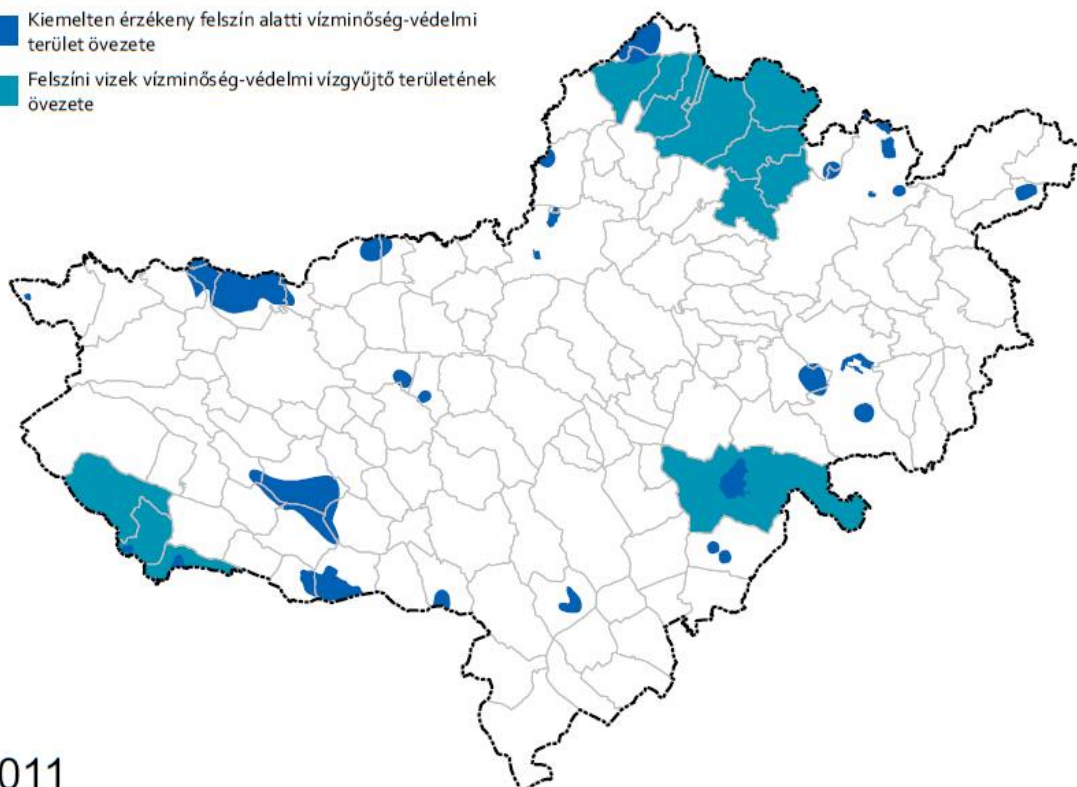 Kiemelten érzékeny felszín alatti vízminőség-védelmi
terület övezete
Felszíni vizek vízminőség-védelmi vízgyűjtő területének
övezete
011